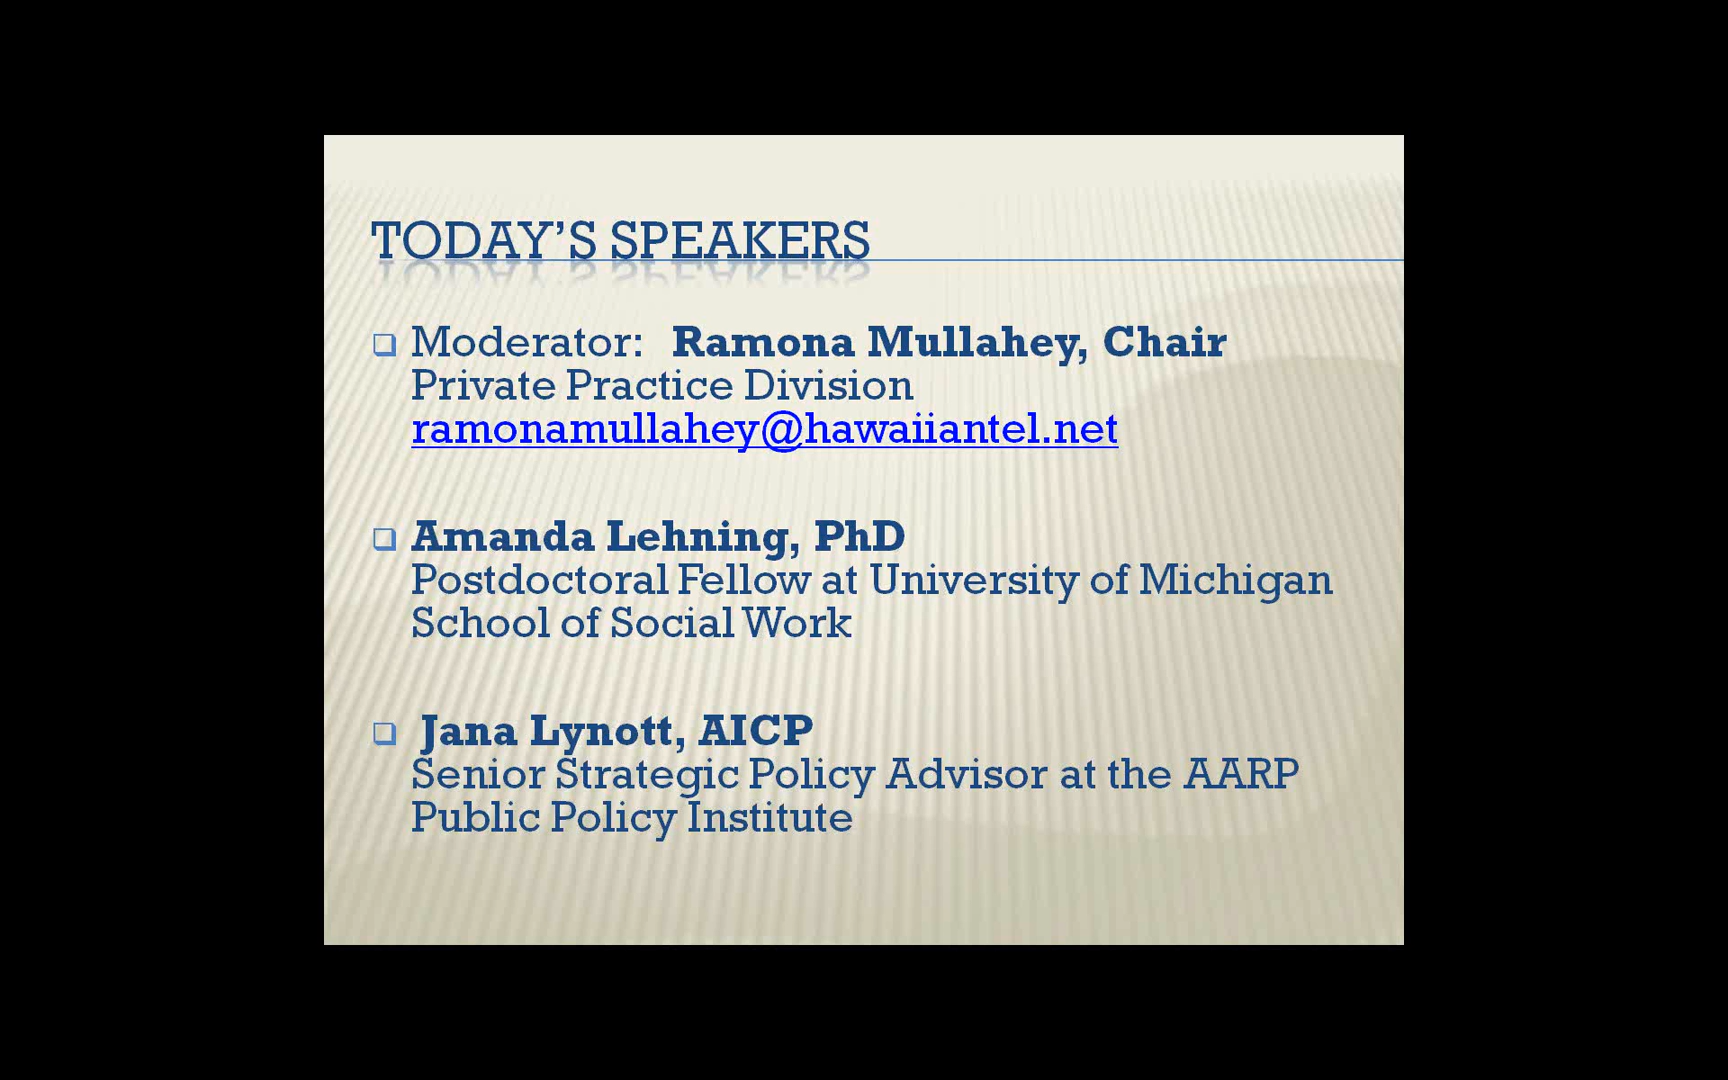 TODAY’S SPEAKERS
Moderator: Ramona Mullahey, Chair
Private Practice Division
ramonamullahey@hawaiiantel.net
Amanda Lehning, PhD
Postdoctoral Fellow at University of Michigan
School of Social Work
Jana Lynott, AICP
Senior Strategic Policy Advisor at the AARP
Public Policy Institute